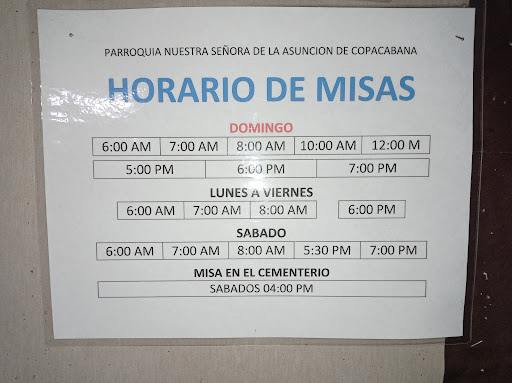 PARROQUIA NUESTRA SEÑORA DE LA ASUNCION DE COPACABANA
HORARIO DE MISAS
DOMINGO
6:00 AM 7:00 AM 8:00 AM 10:00 AM 12:00 M
5:00 PM 6:00 PM 7:00 PM
LUNES A VIERNES
6:00 AM 7:00 AM 8:00 AM 6:00 PM
SABADO
6:00 AM 7:00 AM 8:00 AM 5:30 PM 7:00 PM
MISA EN EL CEMENTERIO
SABADOS 04:00 PM